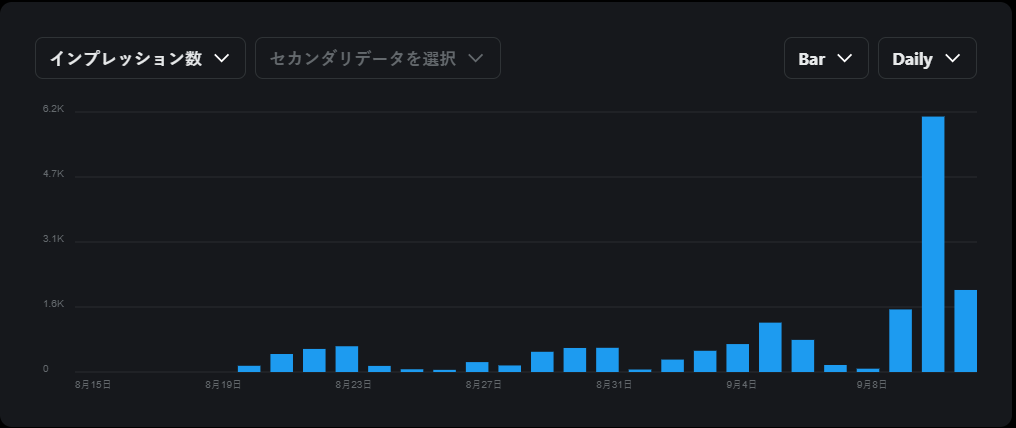 インプレッション数 セカンダリデータを選択 Bar Daily
6.2K
4.7K
3.1K
1.6K
0
8月15日 8月19日 8月23日 8月27日 8月31日 9月4日 9月8日